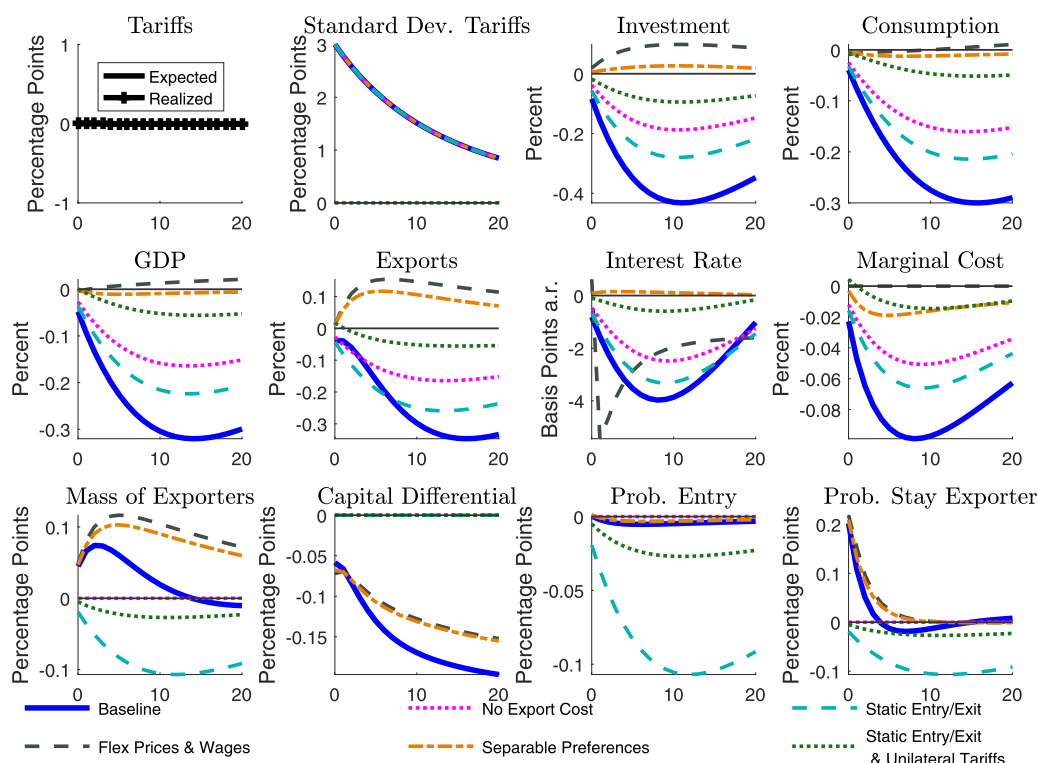 Tariffs
Percentage Points
1
0
-1
0 10 20
Expected
Realized
Standard Dev. Tariffs
Percentage Points
3
2
1
0
0 10 20
Investment
Percent
0
-0.2
-0.4
0 10 20
Consumption
Percent
0
-0.1
-0.2
-0.3
0 10 20
GDP
Percent
0
-0.1
-0.2
-0.3
0 10 20
Exports
Percent
0.1
0
-0.1
-0.2
-0.3
0 10 20
Interest Rate
Basis Points a.r.
0
-2
-4
0 10 20
Marginal Cost
Percent
0
-0.02
-0.04
-0.06
-0.08
0 10 20
Mass of Exporters
Percentage Points
0.1
0
-0.1
0 10 20
Capital Differential
Percentage Points
0
-0.05
-0.1
-0.15
0 10 20
Prob. Entry
Percentage Points
0
-0.05
-0.1
0 10 20
Prob. Stay Exporter
Percentage Points
0.2
0.1
0
-0.1
0 10 20
Baseline
No Export Cost
Static Entry/Exit
Flex Prices & Wages
Separable Preferences
Static Entry/Exit
& Unilateral Tariffs